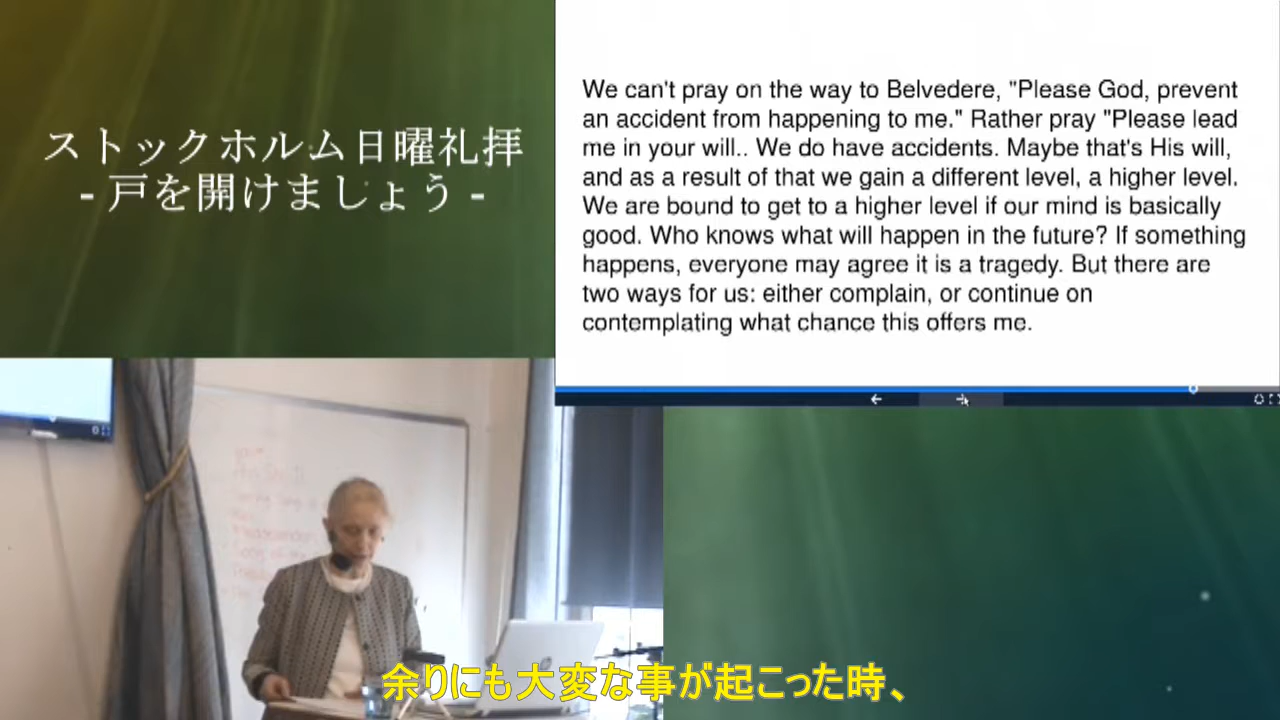 ストックホルム日曜礼拝
- 戸を開けましょう -
We can't pray on the way to Belvedere, "Please God, prevent
an accident from happening to me." Rather pray "Please lead
me in your will.. We do have accidents. Maybe that's His will,
and as a result of that we gain a different level, a higher level.
We are bound to get to a higher level if our mind is basically
good. Who knows what will happen in the future? If something
happens, everyone may agree it is a tragedy. But there are
two ways for us: either complain, or continue on
contemplating what chance this offers me.
余りにも大変な事が起こった時、